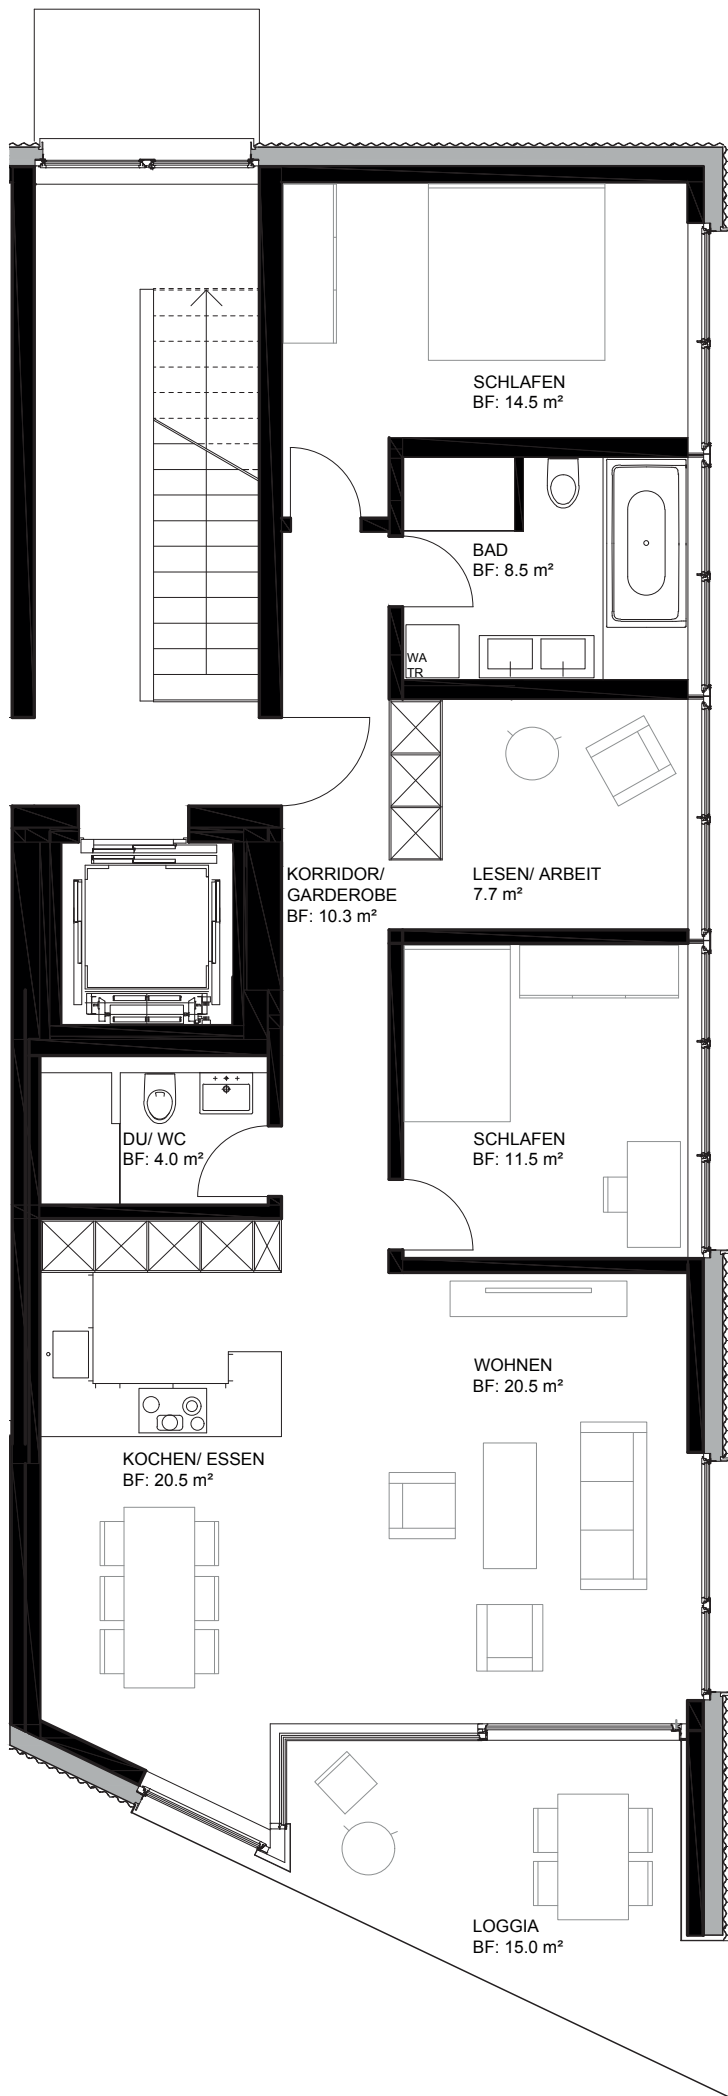 SCHLAFEN
BF: 14.5 m²
BAD
BF: 8.5 m²
WA
TR
KORRIDOR/
GARDEROBE
BF: 10.3 m²
LESEN/ ARBEIT
7.7 m²
DU/ WC
BF: 4.0 m²
SCHLAFEN
BF: 11.5 m²
WOHNEN
BF: 20.5 m²
KOCHEN/ ESSEN
BF: 20.5 m²
LOGGIA
BF: 15.0 m²